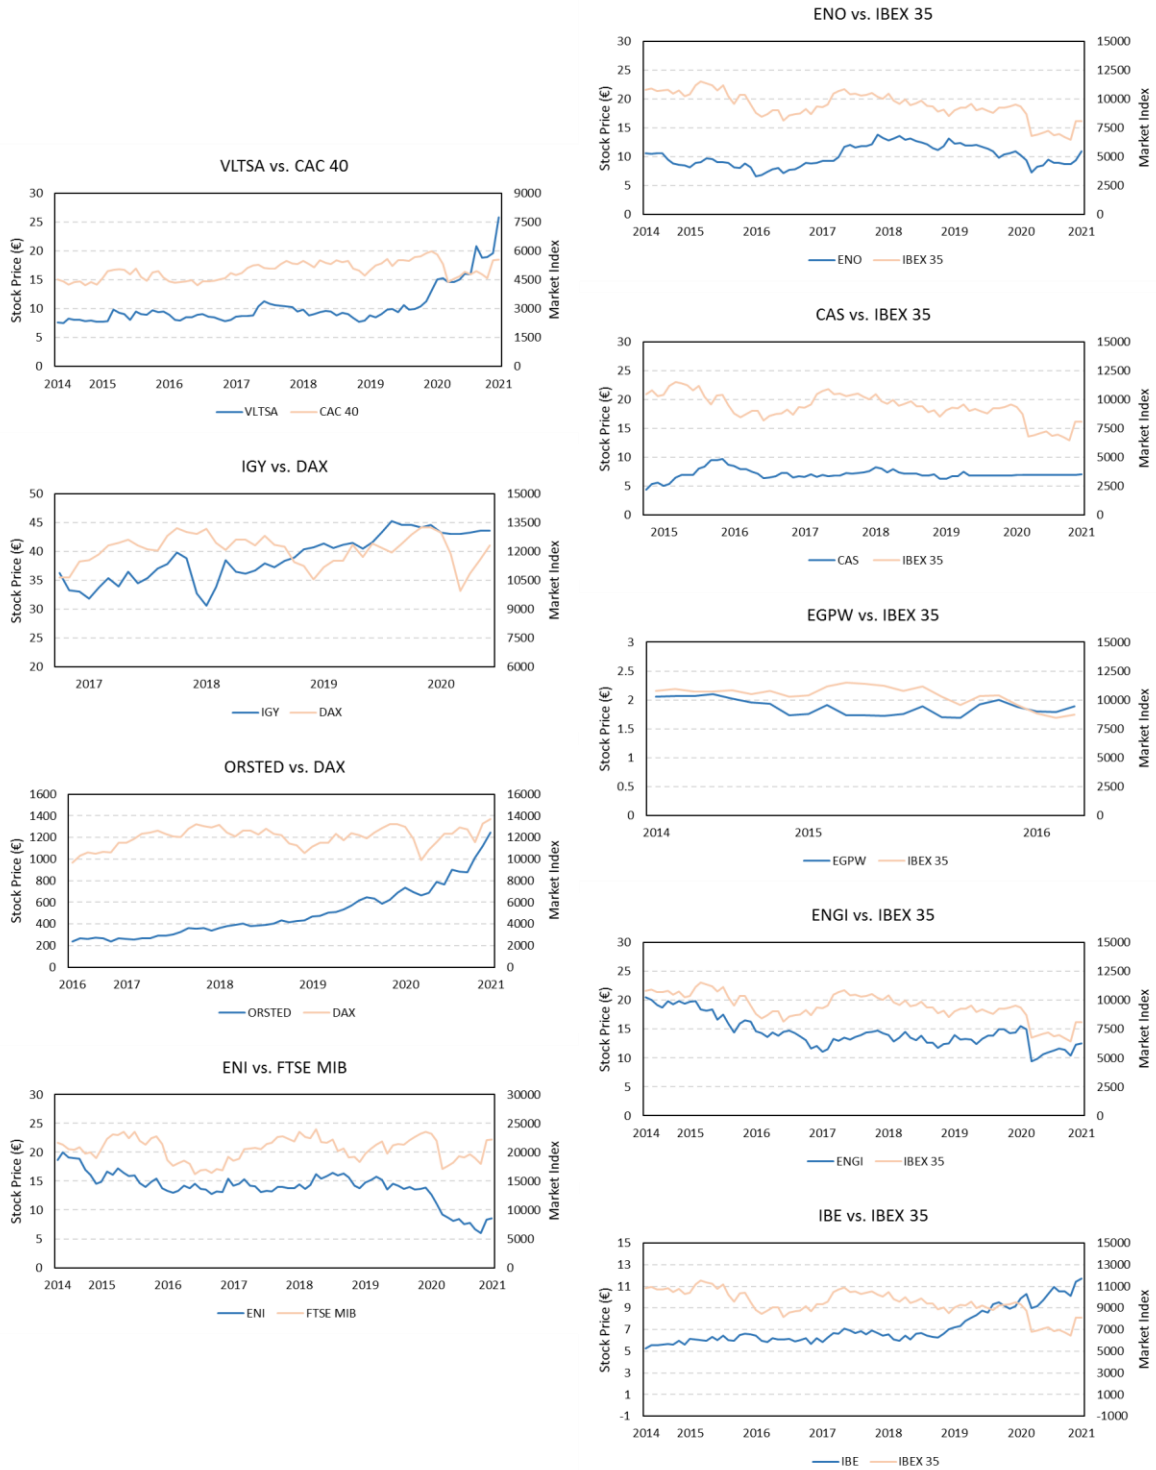 VLTSA vs. CAC 40
Stock Price (€)
30
25
20
15
10
5
0
9000
7500
6000
4500
3000
1500
0
Market Index
2014 2015 2016 2017 2018 2019 2020 2021
VLTSA CAC 40
IGY vs. DAX
Stock Price (€)
50
45
40
35
30
25
20
15000
13500
12000
10500
9000
7500
6000
Market Index
2017 2018 2019 2020
IGY DAX
ORSTED vs. DAX
Stock Price (€)
1600
1400
1200
1000
800
600
400
200
0
16000
14000
12000
10000
8000
6000
4000
2000
0
Market Index
2016 2017 2018 2019 2020 2021
ORSTED DAX
ENI vs. FTSE MIB
Stock Price (€)
30
25
20
15
10
5
0
30000
25000
20000
15000
10000
5000
0
Market Index
2014 2015 2016 2017 2018 2019 2020 2021
ENI FTSE MIB
ENO vs. IBEX 35
Stock Price (€)
30
25
20
15
10
5
0
15000
12500
10000
7500
5000
2500
0
Market Index
2014 2015 2016 2017 2018 2019 2020 2021
ENO IBEX 35
CAS vs. IBEX 35
Stock Price (€)
30
25
20
15
10
5
0
15000
12500
10000
7500
5000
2500
0
Market Index
2015 2016 2017 2018 2019 2020 2021
CAS IBEX 35
EGPW vs. IBEX 35
Stock Price (€)
3
2.5
2
1.5
1
0.5
0
15000
12500
10000
7500
5000
2500
0
Market Index
2014 2015 2016
EGPW IBEX 35
ENGI vs. IBEX 35
Stock Price (€)
30
25
20
15
10
5
0
15000
12500
10000
7500
5000
2500
0
Market Index
2014 2015 2016 2017 2018 2019 2020 2021
ENGI IBEX 35
IBE vs. IBEX 35
Stock Price (€)
15
13
11
9
7
5
3
1
-1
15000
13000
11000
9000
7000
5000
3000
1000
-1000
Market Index
2014 2015 2016 2017 2018 2019 2020 2021
IBE IBEX 35